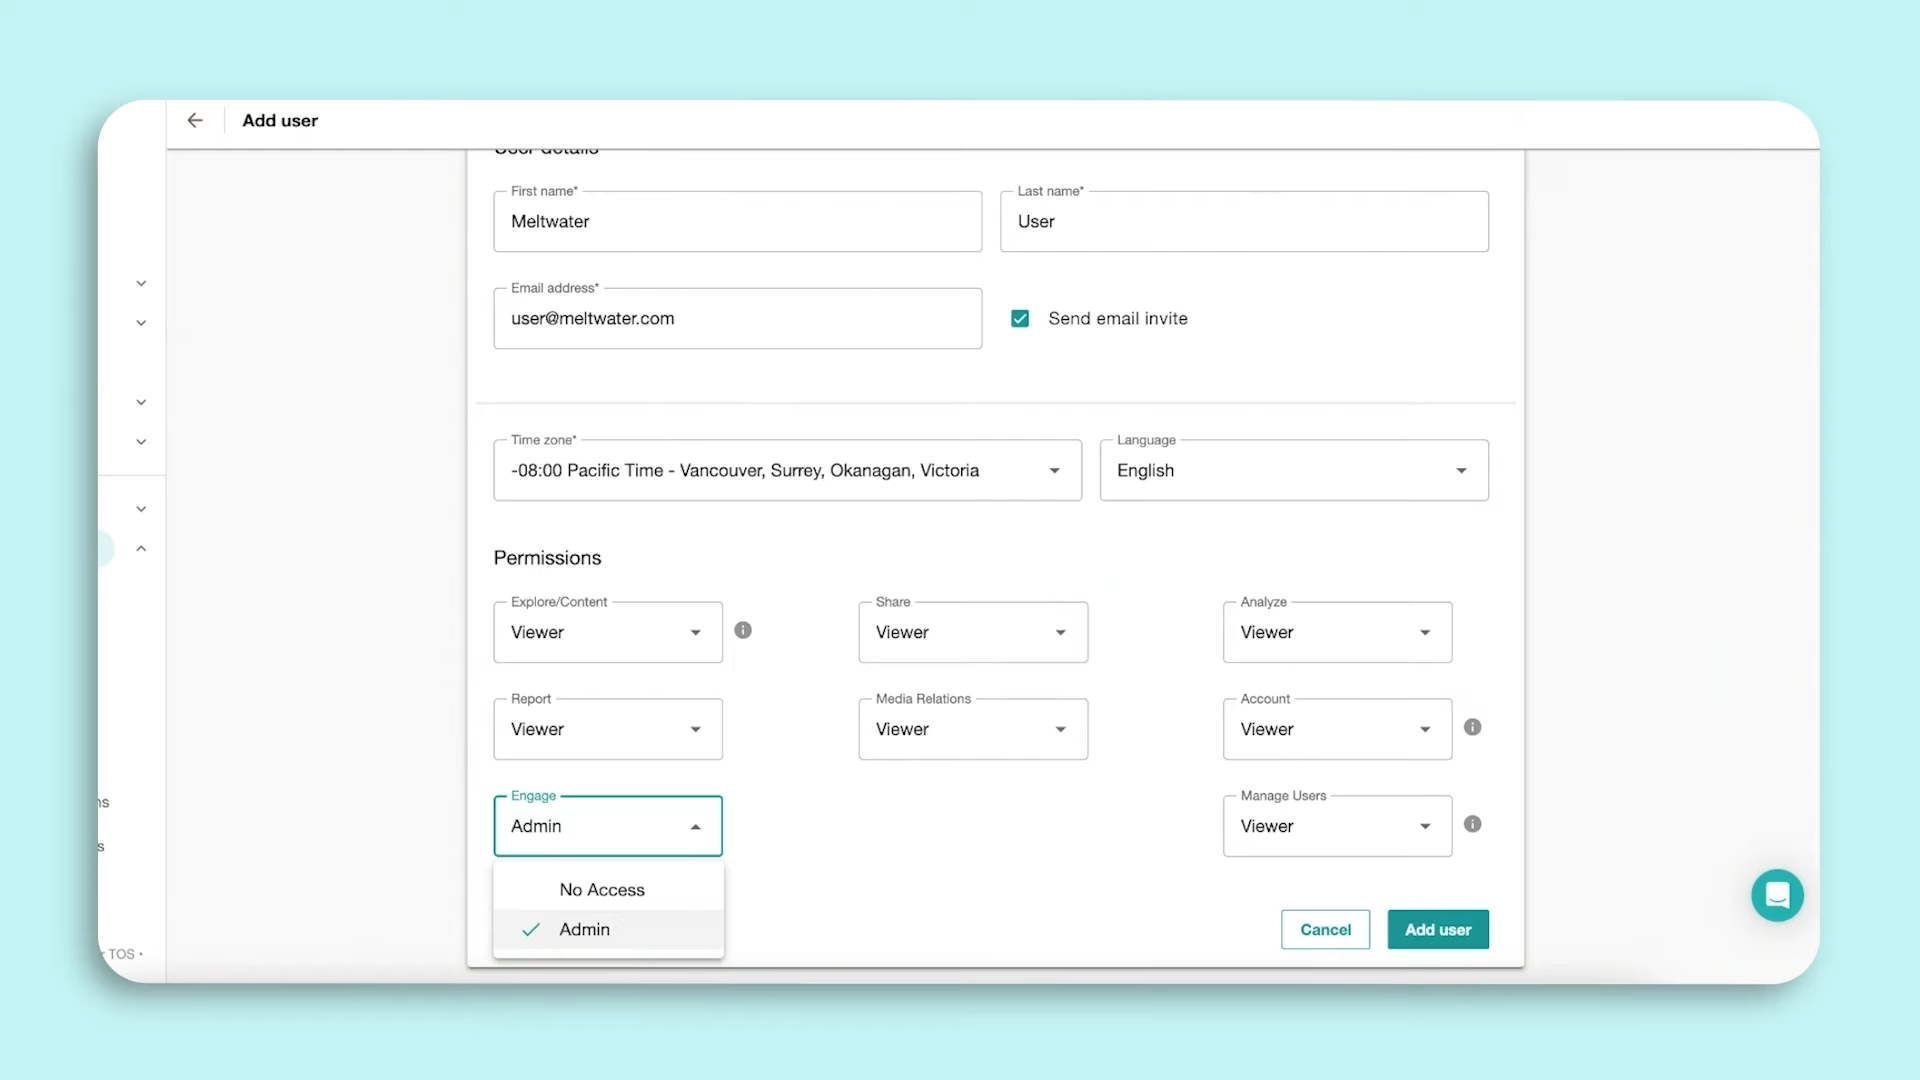 Add user
User details
First name*
Last name*
Meltwater
User
Email address*
user@meltwater.com
Send email invite
Time zone*
Language
-08:00 Pacific Time - Vancouver, Surrey, Okanagan, Victoria
English
Permissions
Explore/Content
Share
Analyze
Viewer
Viewer
Viewer
Report
Media Relations
Account
Viewer
Viewer
Viewer
Engage
Manage Users
Admin
Viewer
No Access
Admin
Cancel
Add user
TOS •